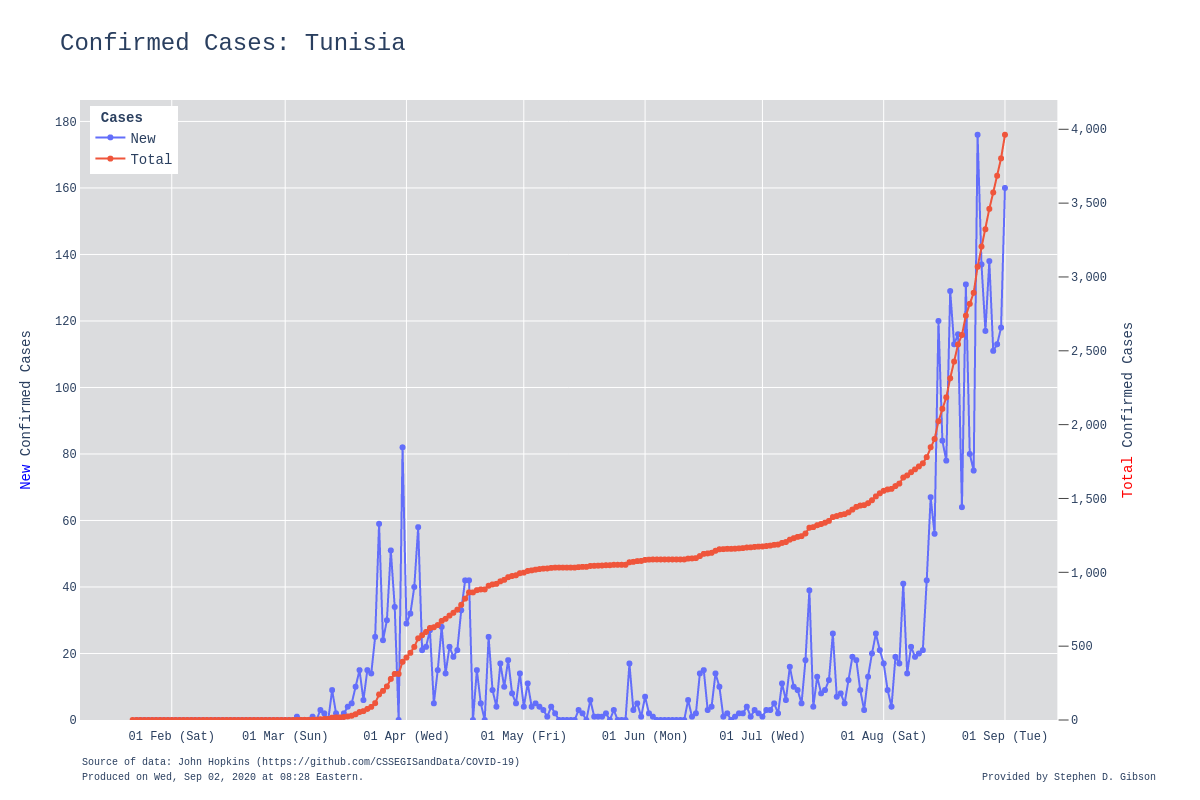 Confirmed Cases: Tunisia
Cases
New
Total
180
160
140
120
100
80
60
40
20
0
4,000
3,500
3,000
2,500
2,000
1,500
1,000
500
0
New Confirmed Cases
Total Confirmed Cases
01 Feb (Sat) 01 Mar (Sun) 01 Apr (Wed) 01 May (Fri) 01 Jun (Mon) 01 Jul (Wed) 01 Aug (Sat) 01 Sep (Tue)
Source of data: John Hopkins (https://github.com/CSSEGISandData/COVID-19)
Produced on Wed, Sep 02, 2020 at 08:28 Eastern.
Provided by Stephen D. Gibson